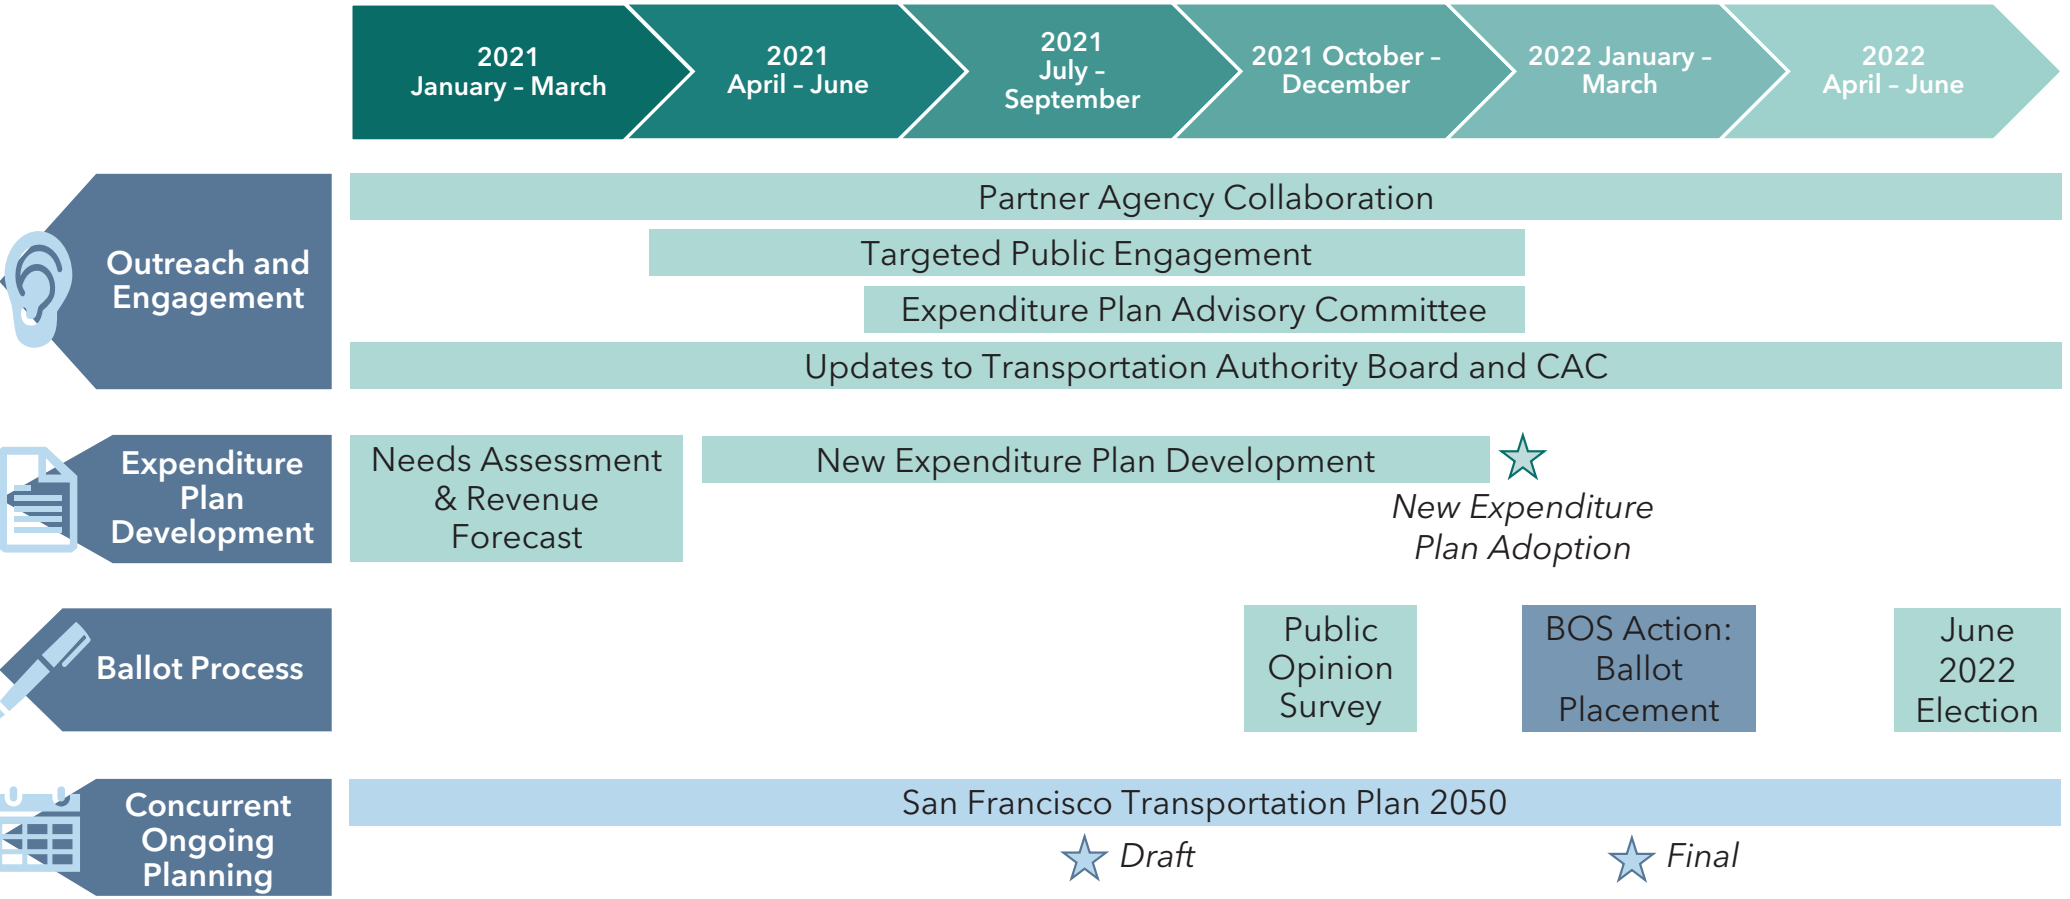 2021
January – March
2021
April – June
2021
July –
September
2021 October –
December
2022 January –
March
2022
April – June
Outreach and
Engagement
Partner Agency Collaboration
Targeted Public Engagement
Expenditure Plan Advisory Committee
Updates to Transportation Authority Board and CAC
Expenditure
Plan
Development
Needs Assessment
& Revenue
Forecast
New Expenditure Plan Development
New Expenditure
Plan Adoption
Ballot Process
Public
Opinion
Survey
BOS Action:
Ballot
Placement
June
2022
Election
Concurrent
Ongoing
Planning
San Francisco Transportation Plan 2050
Draft
Final